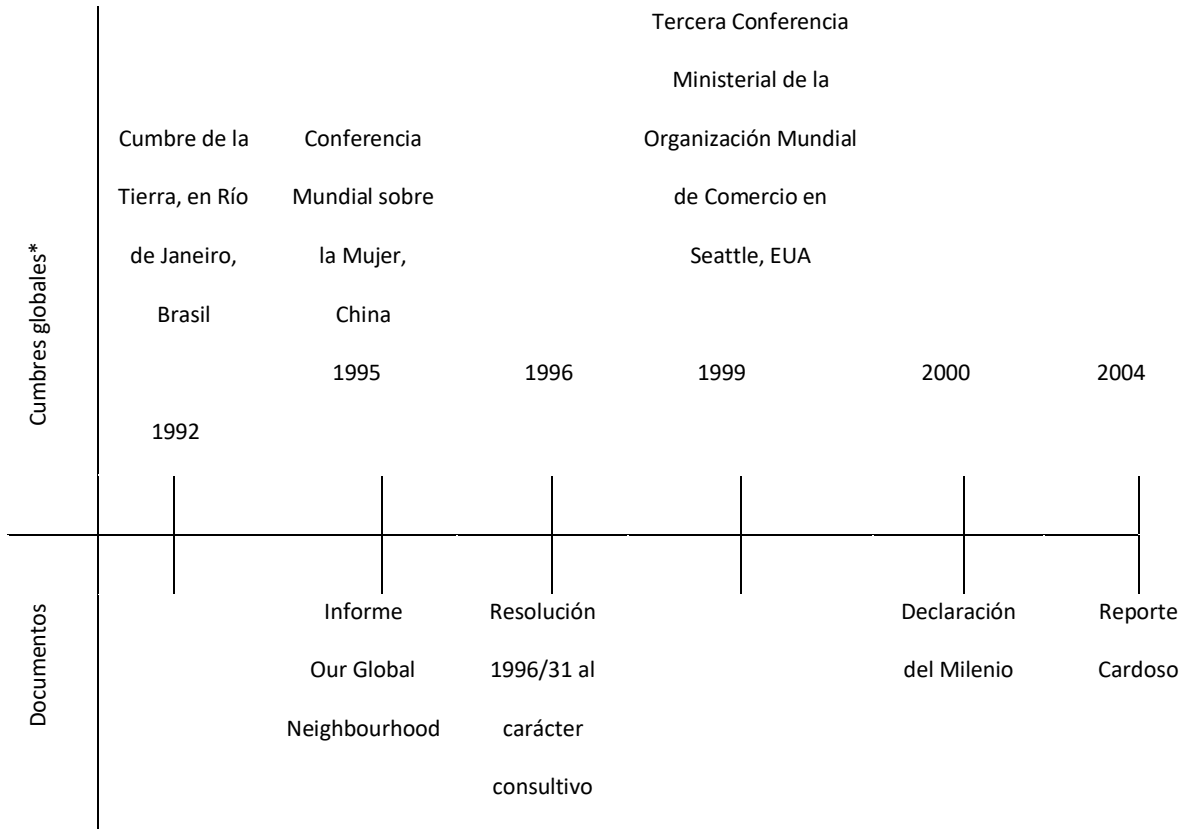 Cumbres globales*
Cumbre de la
Tierra, en Río
de Janeiro,
Brasil
1992
Conferencia
Mundial sobre
la Mujer,
China
1995
1996
Tercera Conferencia
Ministerial de la
Organización Mundial
de Comercio en
Seattle, EUA
1999
2000
2004
Documentos
Informe
Our Global
Neighbourhood
Resolución
1996/31 al
carácter
consultivo
Declaración
del Milenio
Reporte
Cardoso